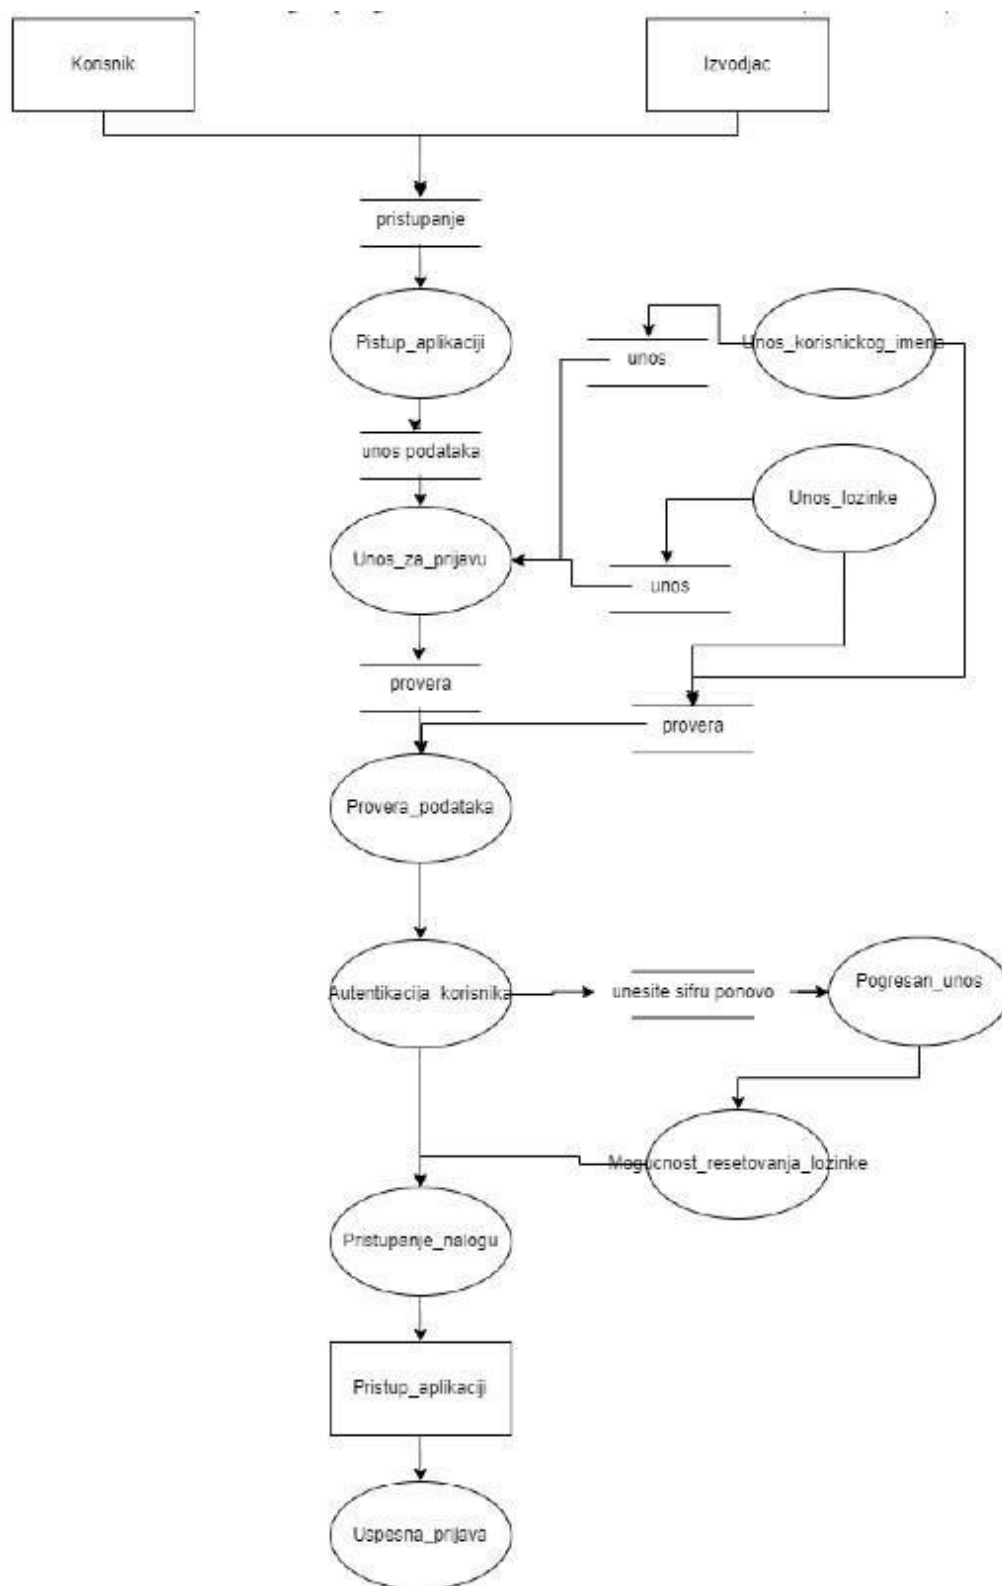 Korisnik
Izvodjac
pristupanje
Pistup_aplikaciji
Unos_korisnickog_imena
unos
unos podataka
Unos_lozinke
Unos_za_prijavu
unos
provera
provera
Provera_podataka
Autentikacija_korisnika
unesite sifru ponovo
Pogresan_unos
Mogucnost_resetovanja_lozinke
Pristupanje_nalogu
Pristup_aplikaciji
Uspesna_prijava